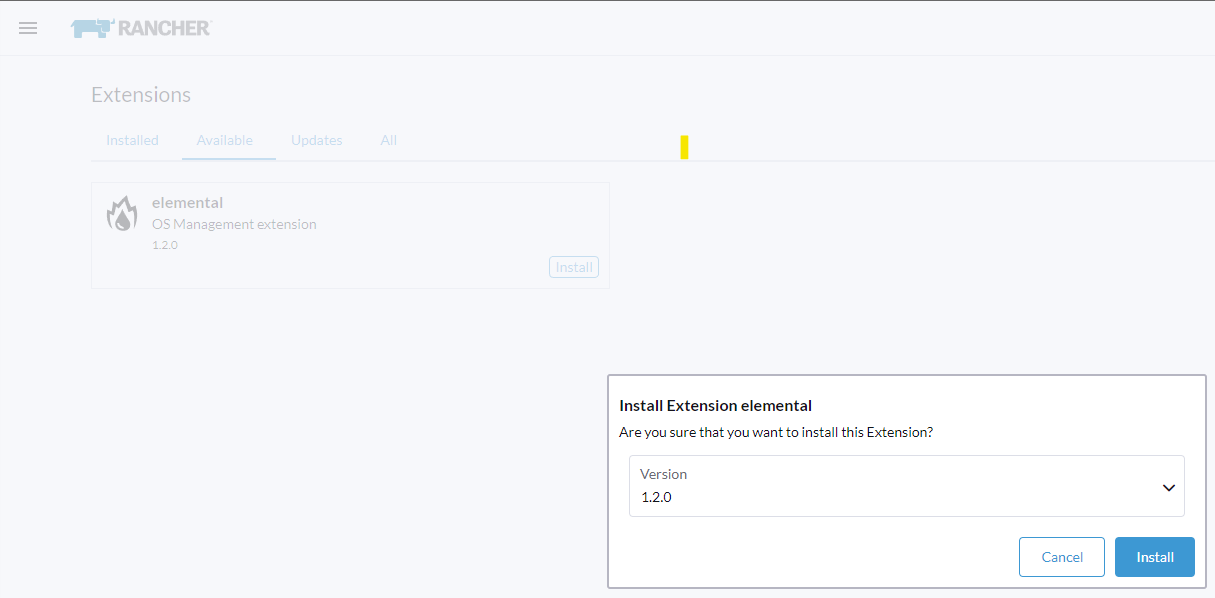 RANCHER
Extensions
Installed Available Updates All
elemental
OS Management extension
1.2.0
Install
Install Extension elemental
Are you sure that you want to install this Extension?
Version
1.2.0
Cancel Install